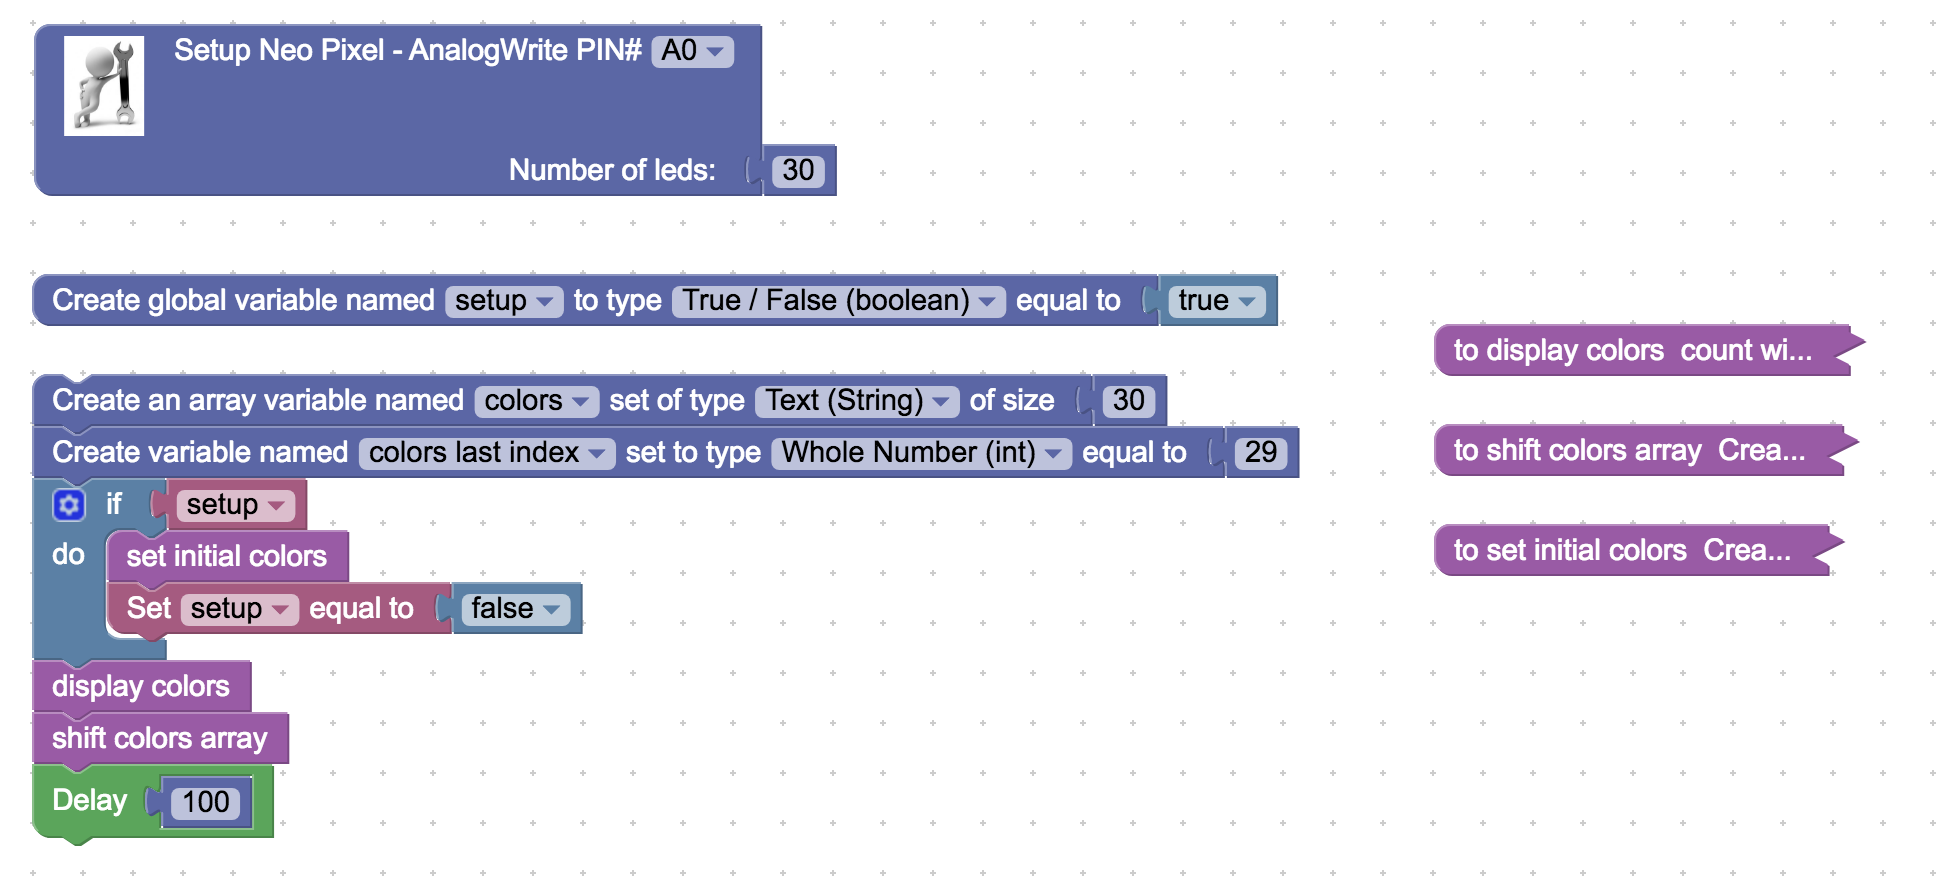 Setup Neo Pixel - AnalogWrite PIN# A0
Number of leds: 30
Create global variable named setup to type True / False (boolean) equal to true
to display colors count wi...
Create an array variable named colors set of type Text (String) of size 30
Create variable named colors last index set to type Whole Number (int) equal to 29
to shift colors array Crea...
if setup
do set initial colors
to set initial colors Crea...
Set setup equal to false
display colors
shift colors array
Delay 100